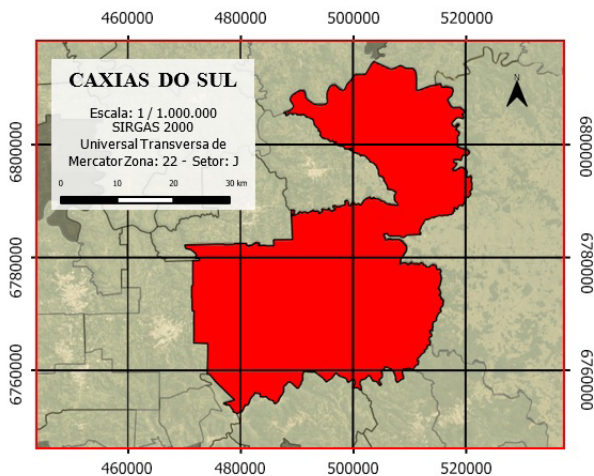 460000 480000 500000 520000
CAXIAS DO SUL
Escala: 1 / 1.000.000
SIRGAS 2000
Universal Transversa de
Mercator Zona: 22 - Setor: J
0 10 20 30 km
N
6800000 6800000
6780000 6780000
6760000 6760000
460000 480000 500000 520000